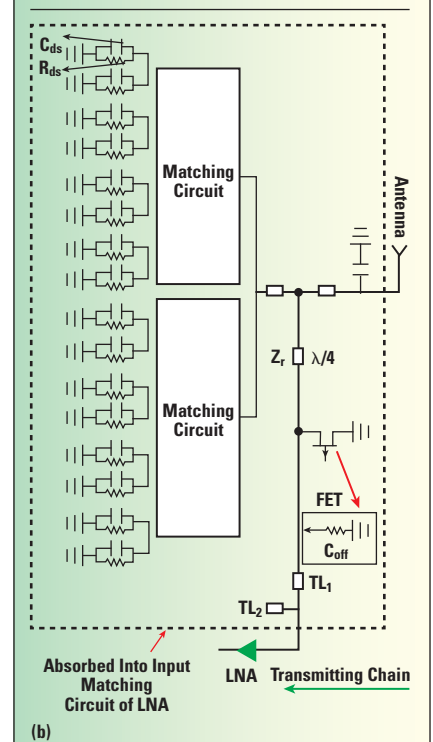 Cds
Rds
Matching
Circuit
Antenna
Zr λ/4
Matching
Circuit
FET
Coff
TL1
TL2
Absorbed Into Input
Matching
Circuit of LNA
LNA Transmitting Chain
(b)